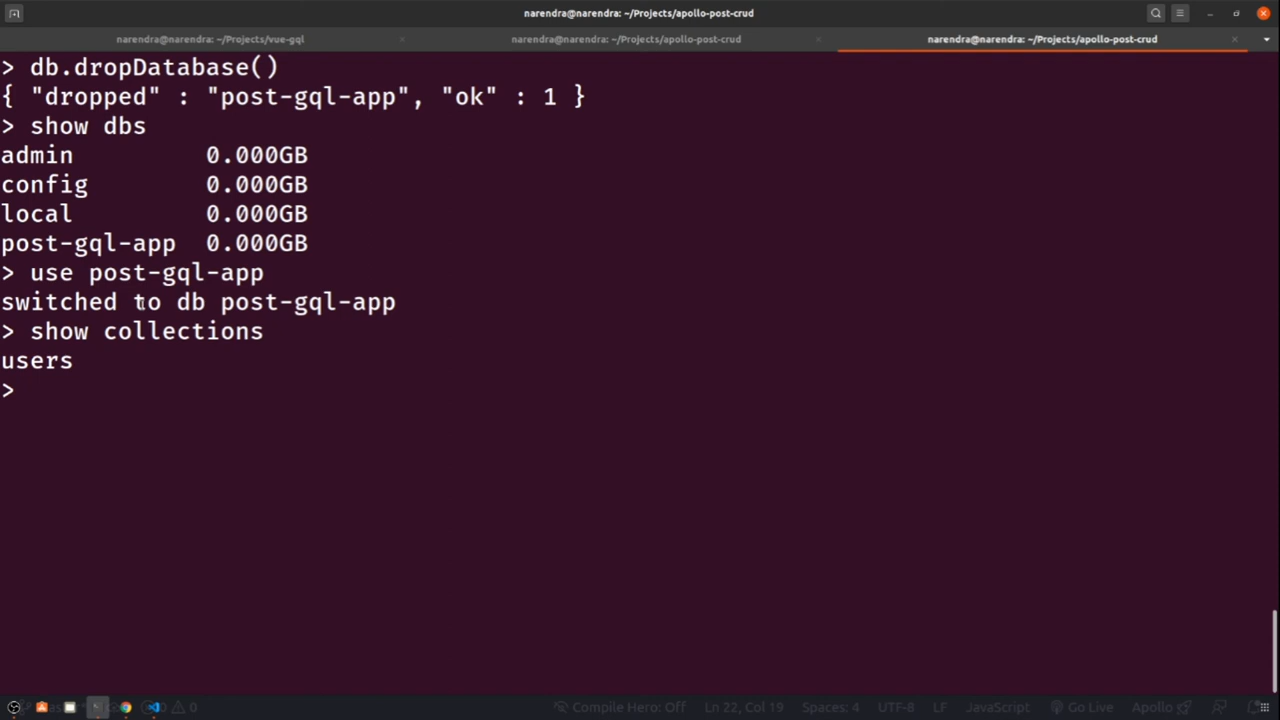 narendra@narendra: ~/Projects/apollo-post-crud
narendra@narendra: ~/Projects/vue-gql
narendra@narendra: ~/Projects/apollo-post-crud
narendra@narendra: ~/Projects/apollo-post-crud
> db.dropDatabase()
{ "dropped" : "post-gql-app", "ok" : 1 }
> show dbs
admin 0.000GB
config 0.000GB
local 0.000GB
post-gql-app 0.000GB
> use post-gql-app
switched to db post-gql-app
> show collections
users
>
0 Compile Hero: Off Ln 22, Col 19 Spaces: 4 UTF-8 LF JavaScript Go Live Apollo